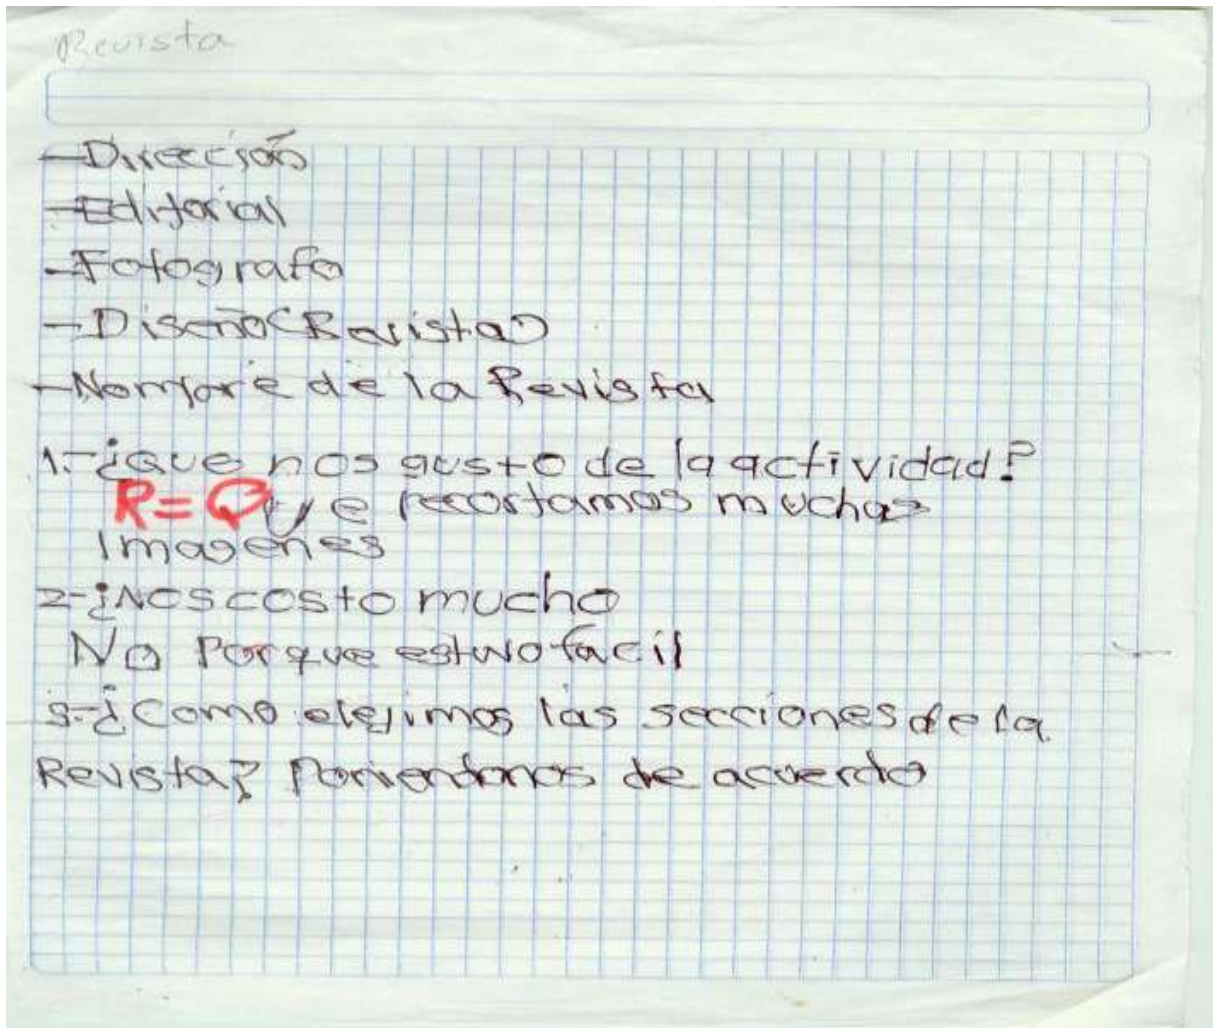 Revista
-Dirección
-Editorial
-Fotografo
-Diseño(Revista)
-Nombre de la Revista
1.-¿Que nos gusto de la actividad?
R= Que recortamos muchas
Imagenes
2-¿Nos costo mucho
No Porque estuvo facil
3-¿Como elejimos las secciones de la
Revista? Poniendonos de acuerdo